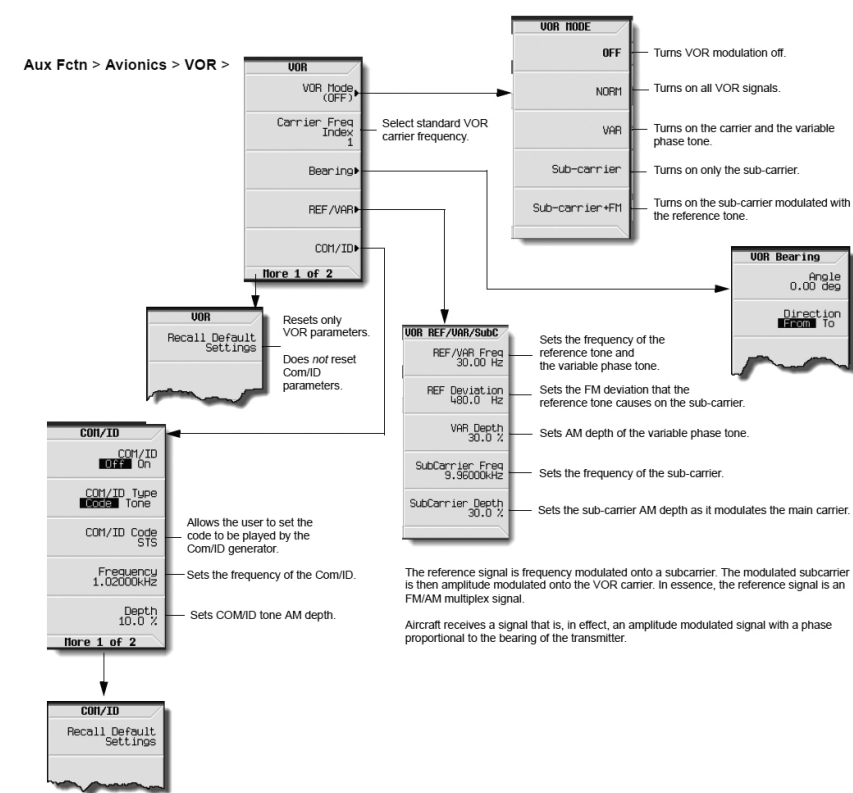 Aux Fctn > Avionics > VOR >
VOR
VOR Mode
(OFF)
Carrier Freq
Index
1
Bearing
REF/VAR
COM/ID
More 1 of 2
Select standard VOR
carrier frequency.
VOR MODE
OFF
NORM
VAR
Sub-carrier
Sub-carrier+FM
Turns VOR modulation off.
Turns on all VOR signals.
Turns on the carrier and the variable
phase tone.
Turns on only the sub-carrier.
Turns on the sub-carrier modulated with
the reference tone.
VOR Bearing
Angle
0.00 deg
Direction
From To
VOR
Recall Default
Settings
Resets only
VOR parameters.
Does not reset
Com/ID
parameters.
VOR REF/VAR/SubC
REF/VAR Freq
30.00 Hz
REF Deviation
480.0 Hz
VAR Depth
30.0 %
SubCarrier Freq
9.96000kHz
SubCarrier Depth
30.0 %
Sets the frequency of the
reference tone and
the variable phase tone.
Sets the FM deviation that the
reference tone causes on the sub-carrier.
Sets AM depth of the variable phase tone.
Sets the frequency of the sub-carrier.
Sets the sub-carrier AM depth as it modulates the main carrier.
COM/ID
COM/ID
Off On
COM/ID Type
Code Tone
COM/ID Code
STS
Frequency
1.02000kHz
Depth
10.0 %
More 1 of 2
Allows the user to set the
code to be played by the
Com/ID generator.
Sets the frequency of the Com/ID.
Sets COM/ID tone AM depth.
The reference signal is frequency modulated onto a subcarrier. The modulated subcarrier
is then amplitude modulated onto the VOR carrier. In essence, the reference signal is an
FM/AM multiplex signal.
Aircraft receives a signal that is, in effect, an amplitude modulated signal with a phase
proportional to the bearing of the transmitter.
COM/ID
Recall Default
Settings